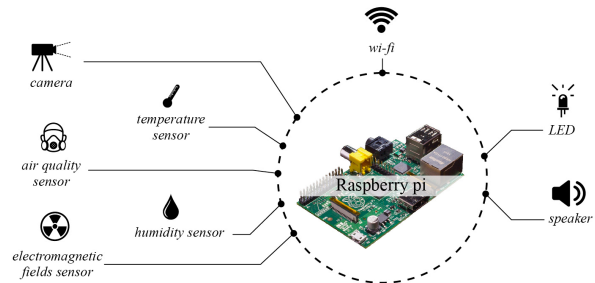 wi-fi
camera
temperature
sensor
LED
air quality
sensor
Raspberry pi
humidity sensor
speaker
electromagnetic
fields sensor